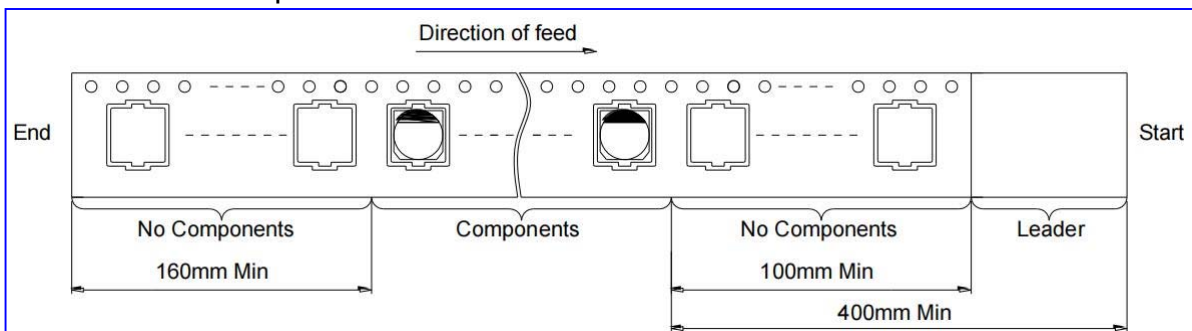 Direction of feed
End
Start
No Components
Components
No Components
Leader
160mm Min
100mm Min
400mm Min